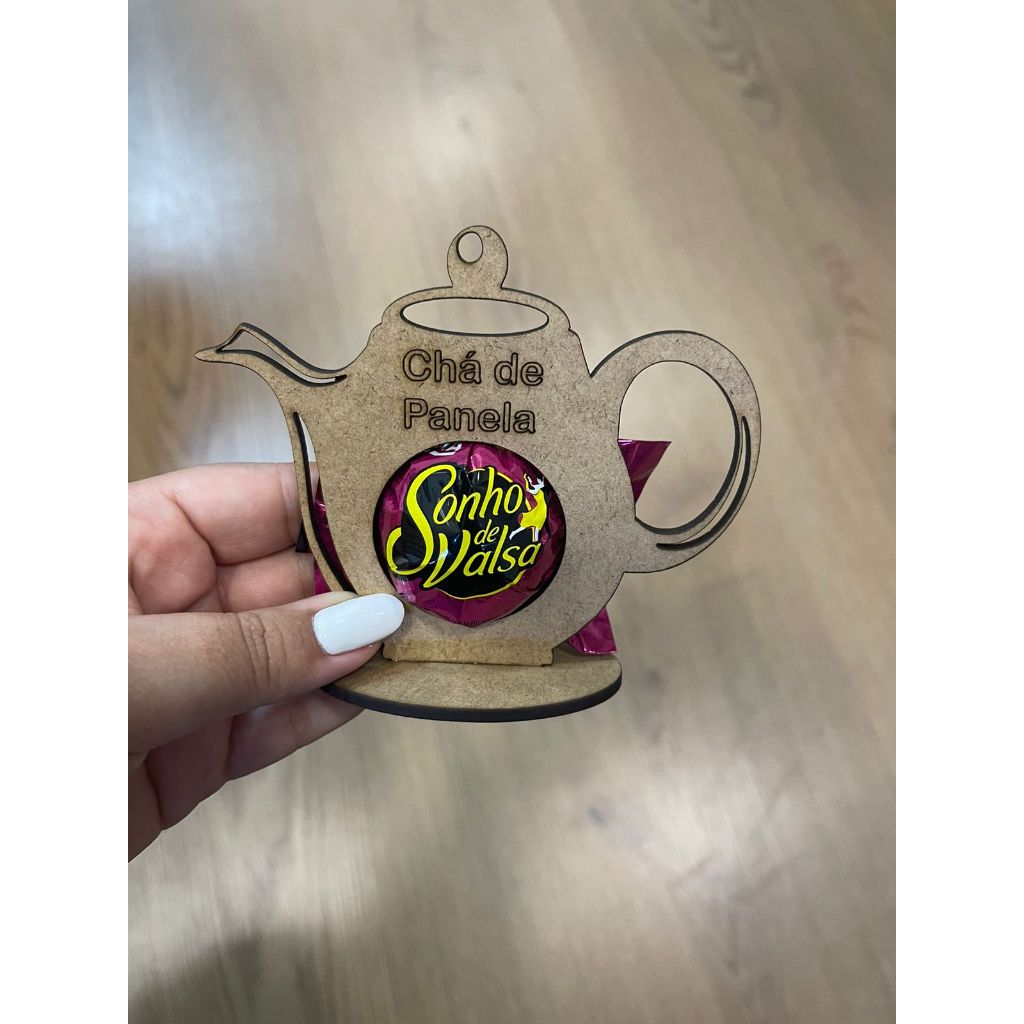 Chá de
Panela
Sonho
de
Valsa